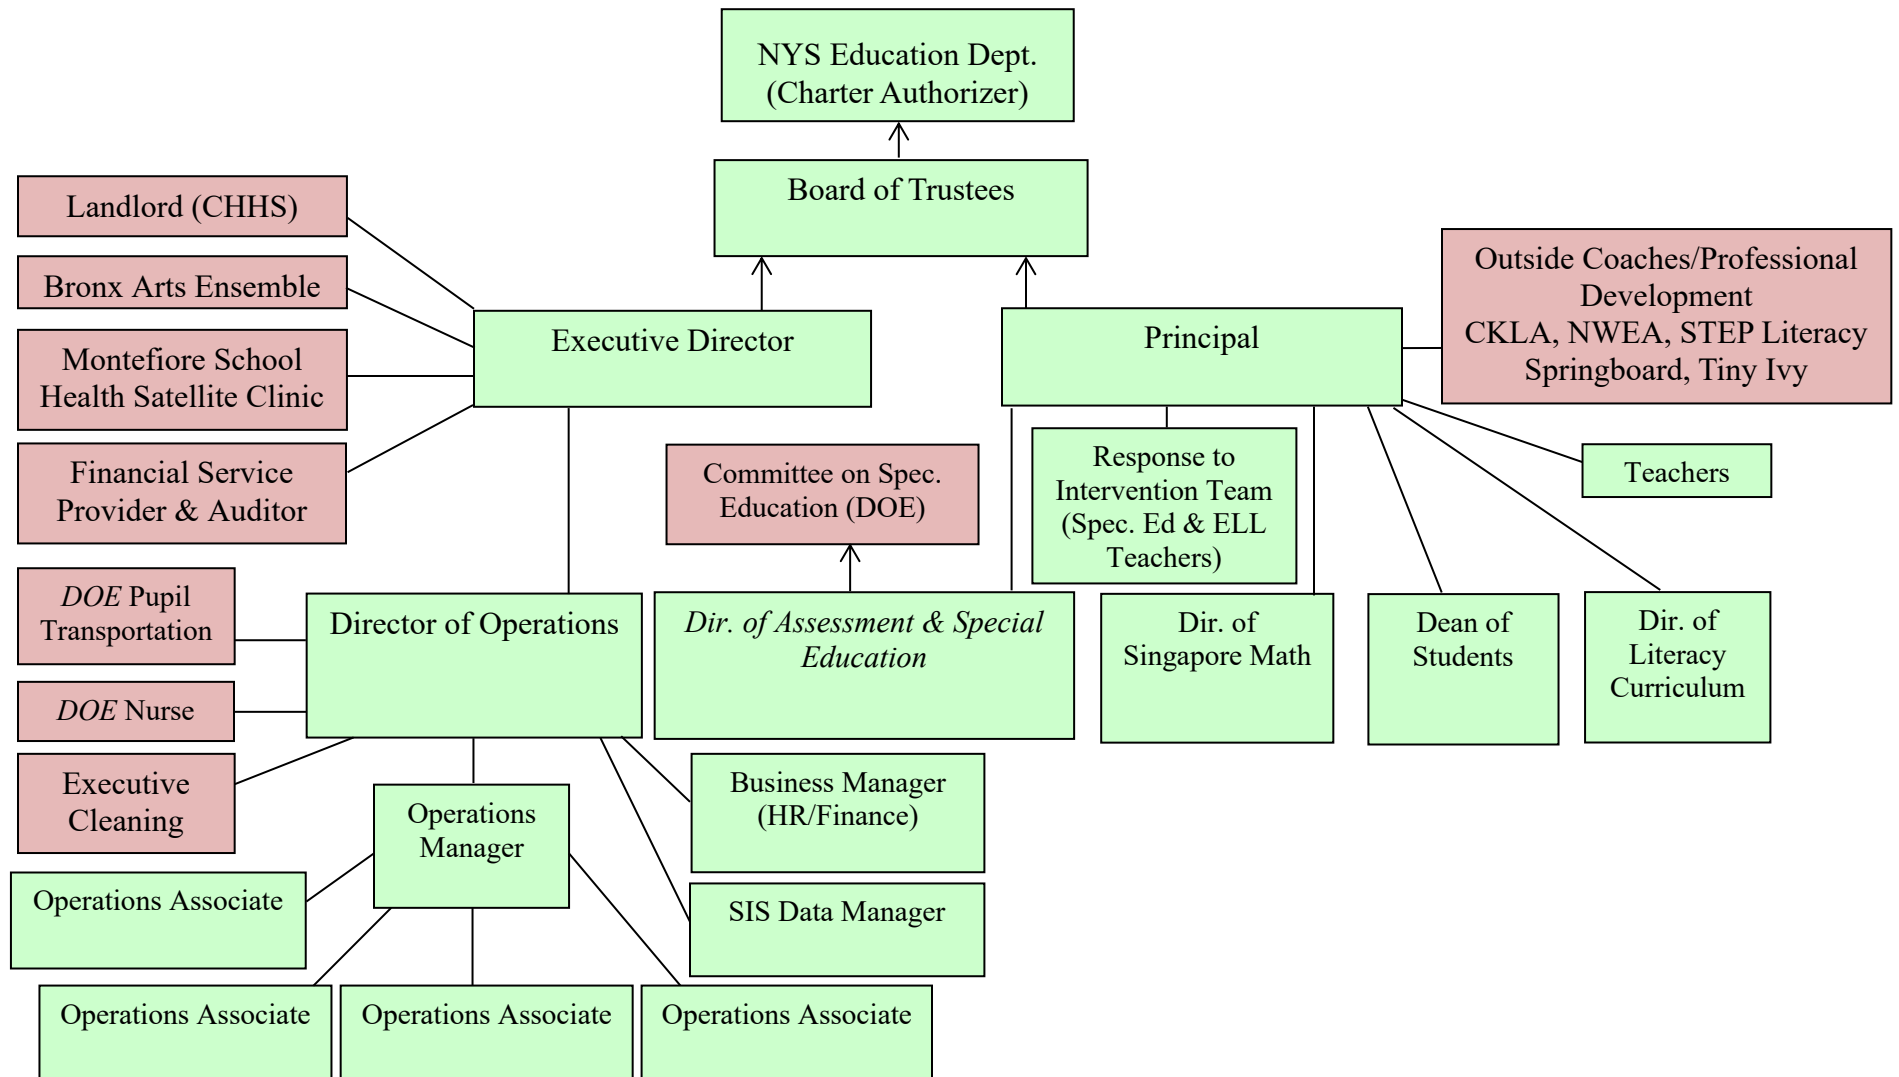 NYS Education Dept.
(Charter Authorizer)
Board of Trustees
Landlord (CHHS)
Bronx Arts Ensemble
Montefiore School
Health Satellite Clinic
Financial Service
Provider & Auditor
Executive Director
Principal
Outside Coaches/Professional
Development
CKLA, NWEA, STEP Literacy
Springboard, Tiny Ivy
Committee on Spec.
Education (DOE)
Response to
Intervention Team
(Spec. Ed & ELL
Teachers)
Teachers
DOE Pupil
Transportation
DOE Nurse
Executive
Cleaning
Director of Operations
Dir. of Assessment & Special
Education
Dir. of
Singapore Math
Dean of
Students
Dir. of
Literacy
Curriculum
Operations
Manager
Business Manager
(HR/Finance)
SIS Data Manager
Operations Associate
Operations Associate
Operations Associate
Operations Associate